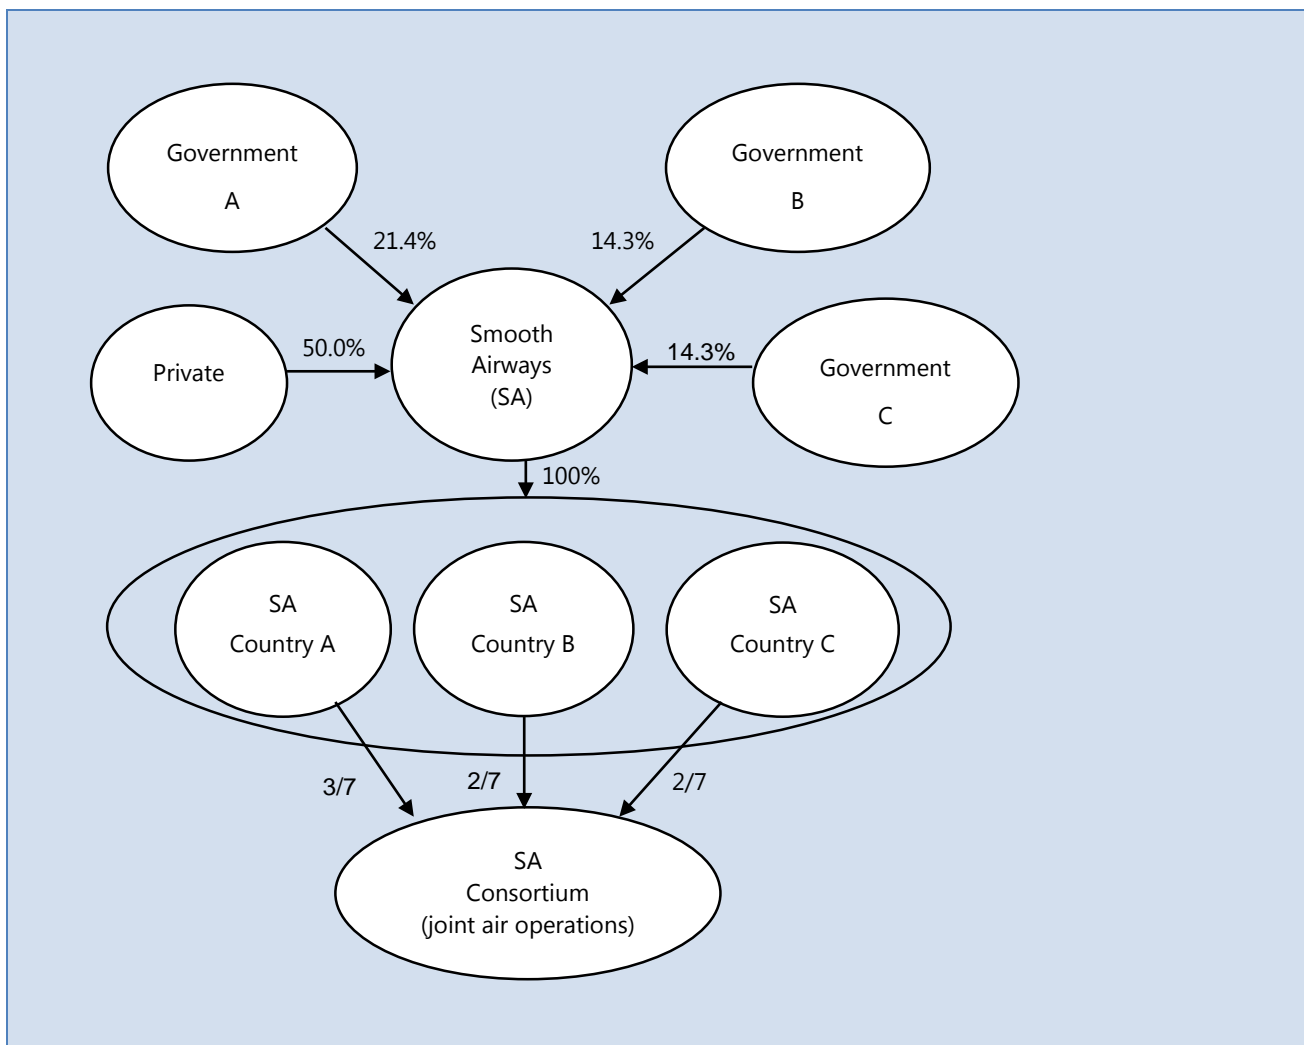 Government
A
Government
B
21.4%
14.3%
Private
50.0%
Smooth
Airways
(SA)
14.3%
Government
C
100%
SA
Country A
SA
Country B
SA
Country C
3/7
2/7
2/7
SA
Consortium
(joint air operations)